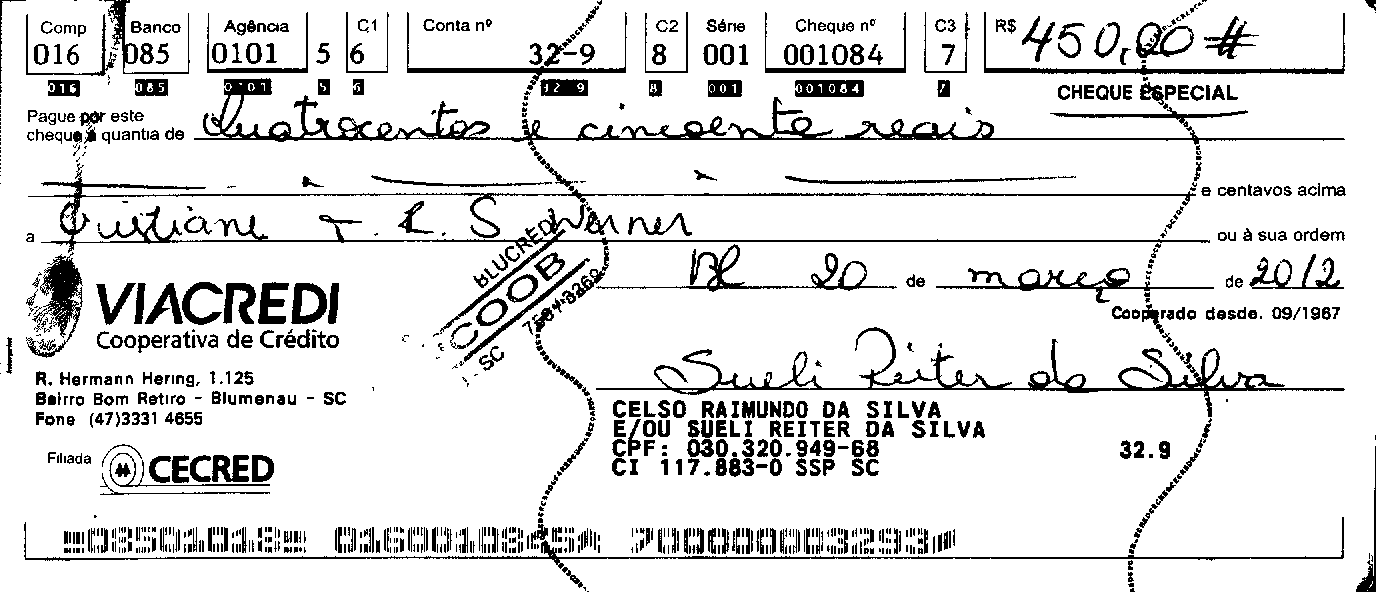 Comp Banco Agência C1 Conta nº C2 Série Cheque nº C3 R$ 450,00 #
016 085 0101 5 6 32-9 8 001 001084 7
016 085 0101 5 6 32 9 8 001 001084 7
CHEQUE ESPECIAL
Pague por este
cheque a quantia de Quatrocentos e cincoenta reais
e centavos acima
a Cristiane T. R. S Werner ou à sua ordem
BL 20 de março de 2012
Cooperado desde. 09/1967
BLUCREDI
COOB
- SC
VIACREDI
Cooperativa de Crédito
R. Hermann Hering, 1.125
Bairro Bom Retiro - Blumenau - SC
Fone (47)3331 4655
Filiada CECRED
Sueli Reiter da Silva
CELSO RAIMUNDO DA SILVA
E/OU SUELI REITER DA SILVA
CPF: 030.320.949-68 32.9
CI 117.883-0 SSP SC
08501018 0160010845 700000003293